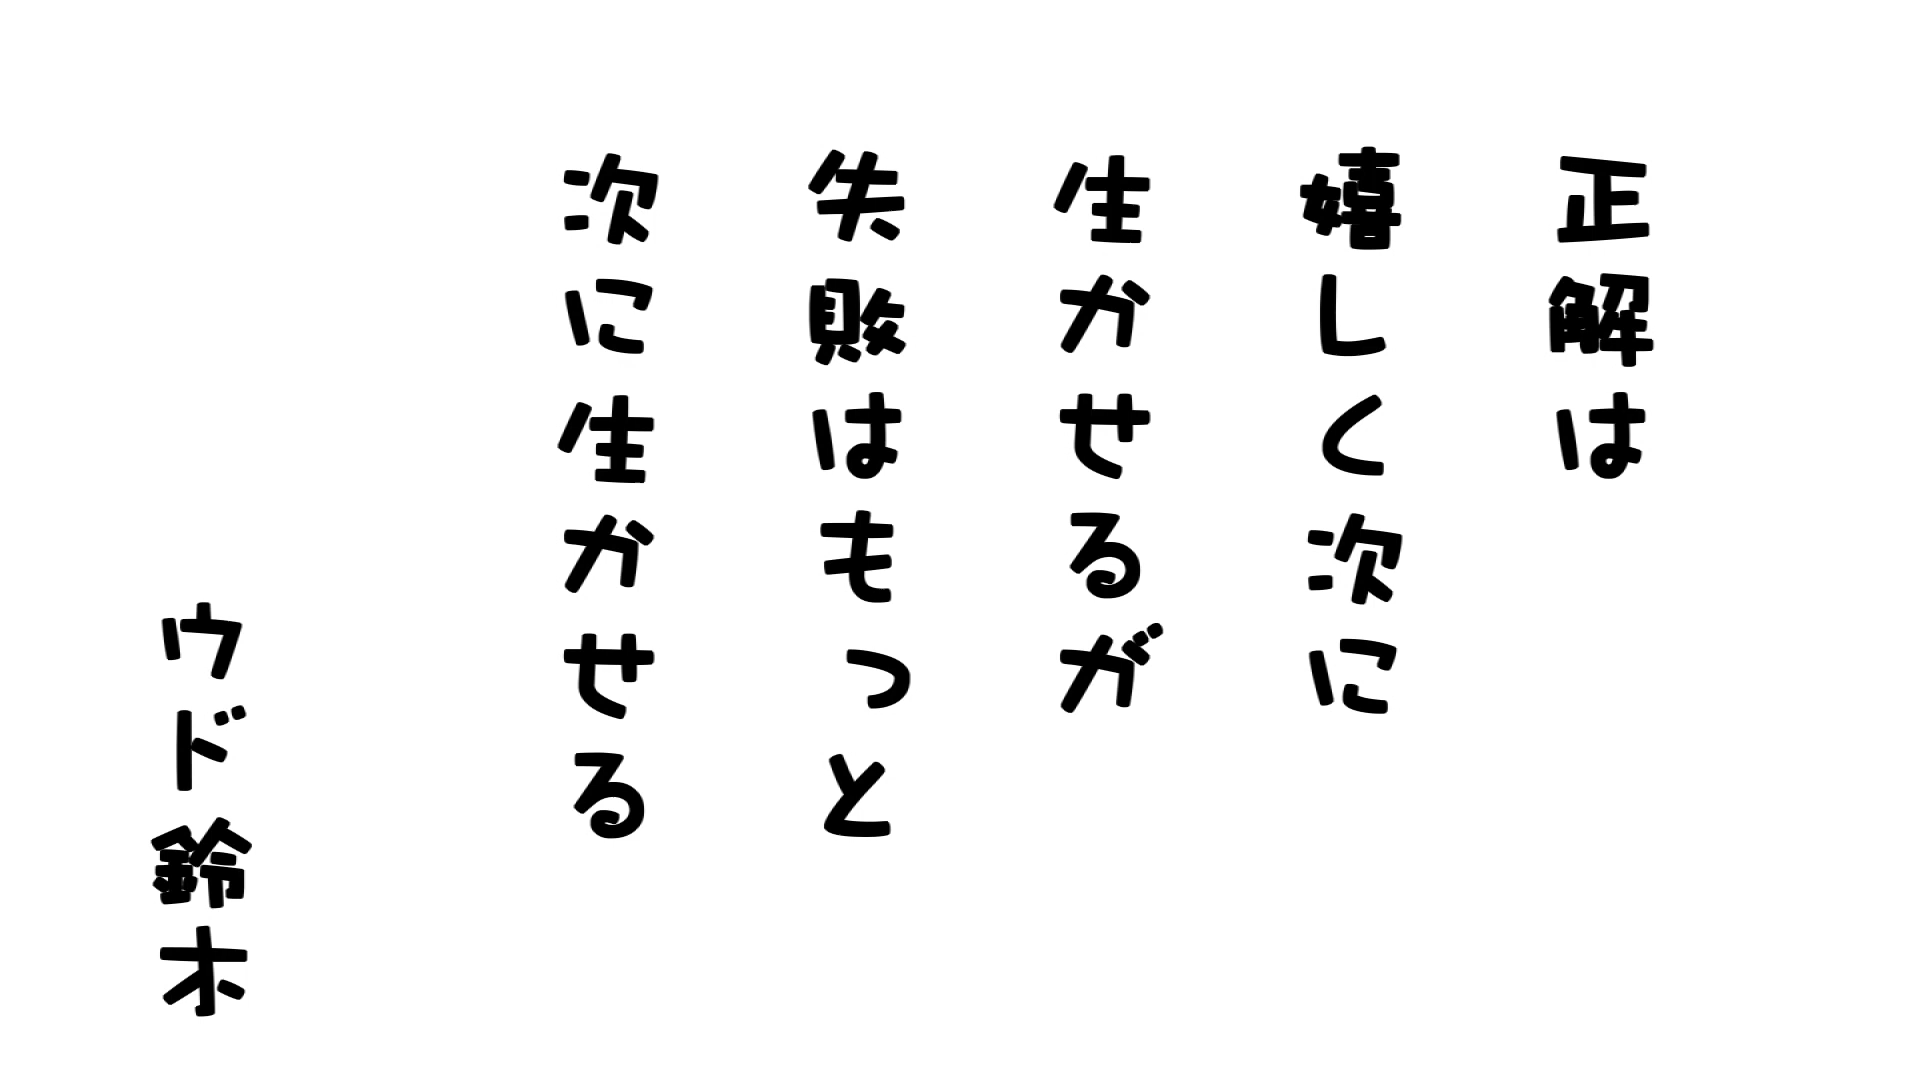 正解は
嬉しく次に
生かせるが
失敗はもっと
次に生かせる
ウド鈴木